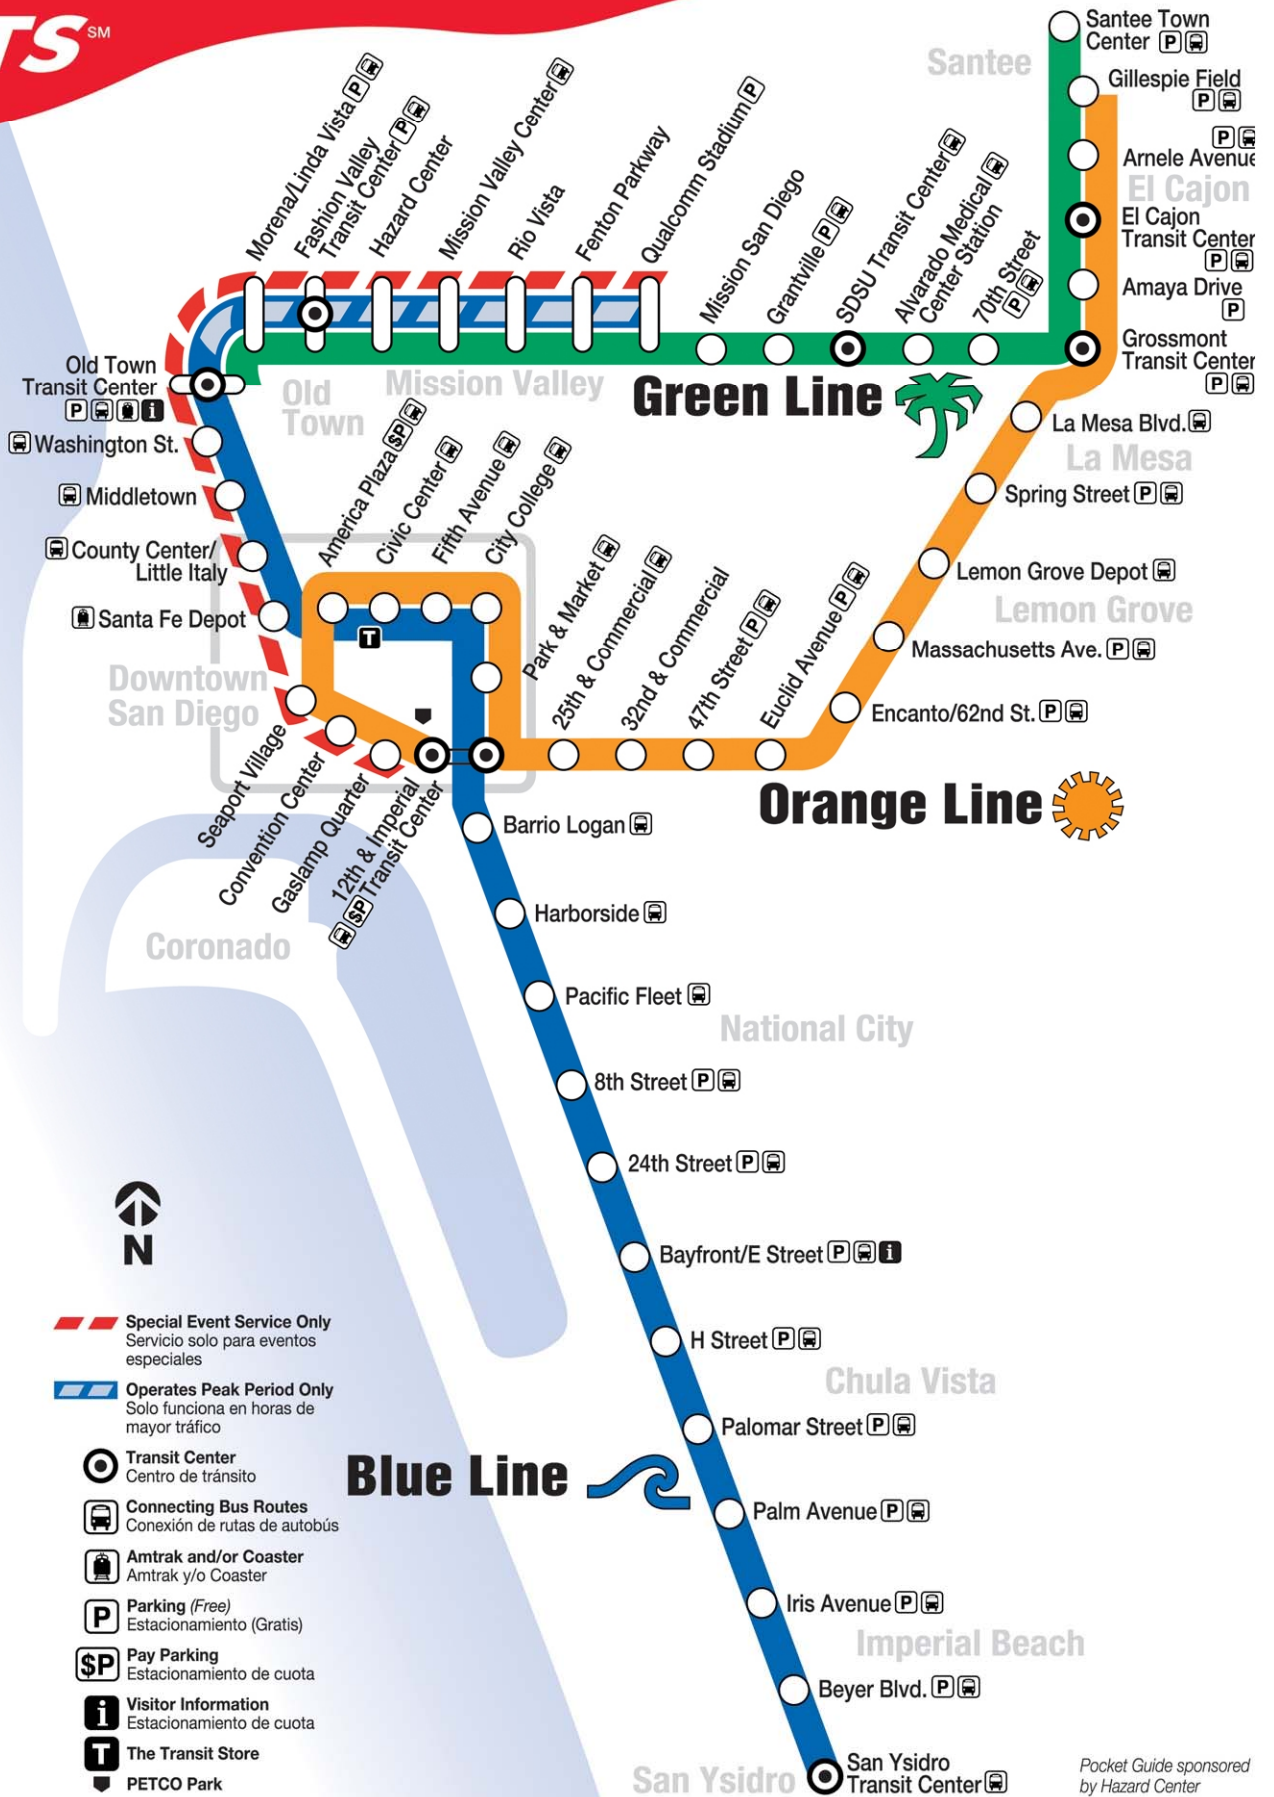 TS SM
Santee Town
Center P
Santee
Gillespie Field
P
P
Arnele Avenue
El Cajon
El Cajon
Transit Center
P
Amaya Drive
P
Grossmont
Transit Center
P
Morena/Linda Vista P
Fashion Valley
Transit Center P
Hazard Center
Mission Valley Center
Rio Vista
Fenton Parkway
Qualcomm Stadium P
Mission San Diego
Grantville P
SDSU Transit Center
Alvarado Medical
Center Station
70th Street
P
Old Town
Transit Center
P i
Old
Town
Mission Valley
Green Line
Washington St.
Middletown
County Center/
Little Italy
Santa Fe Depot
America Plaza $P
Civic Center
Fifth Avenue
City College
T
Park & Market
25th & Commercial
32nd & Commercial
47th Street P
Euclid Avenue P
La Mesa Blvd.
La Mesa
Spring Street P
Lemon Grove Depot
Lemon Grove
Massachusetts Ave. P
Encanto/62nd St. P
Downtown
San Diego
Seaport Village
Convention Center
Gaslamp Quarter
12th & Imperial
$P Transit Center
Orange Line
Barrio Logan
Harborside
Coronado
Pacific Fleet
National City
8th Street P
24th Street P
Bayfront/E Street P i
H Street P
Chula Vista
Palomar Street P
Blue Line
Palm Avenue P
Iris Avenue P
Imperial Beach
Beyer Blvd. P
San Ysidro
San Ysidro
Transit Center
N
Special Event Service Only
Servicio solo para eventos
especiales
Operates Peak Period Only
Solo funciona en horas de
mayor tráfico
Transit Center
Centro de tránsito
Connecting Bus Routes
Conexión de rutas de autobús
Amtrak and/or Coaster
Amtrak y/o Coaster
P Parking (Free)
Estacionamiento (Gratis)
$P Pay Parking
Estacionamiento de cuota
i Visitor Information
Estacionamiento de cuota
T The Transit Store
PETCO Park
Pocket Guide sponsored
by Hazard Center